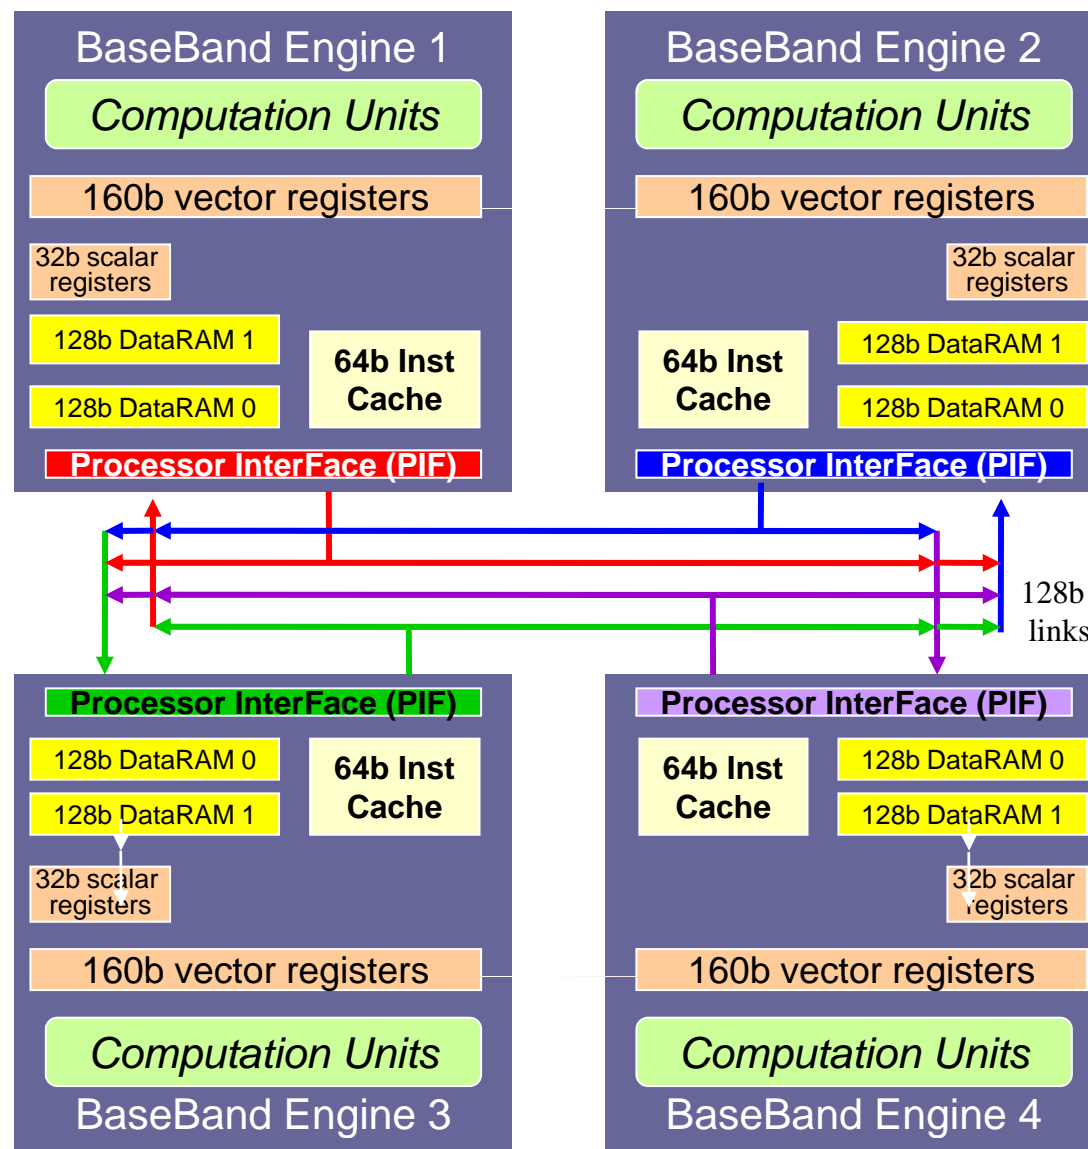 BaseBand Engine 1
Computation Units
160b vector registers
32b scalar
registers
128b DataRAM 1
128b DataRAM 0
64b Inst
Cache
Processor InterFace (PIF)
BaseBand Engine 2
Computation Units
160b vector registers
32b scalar
registers
64b Inst
Cache
128b DataRAM 1
128b DataRAM 0
Processor InterFace (PIF)
128b
links
Processor InterFace (PIF)
128b DataRAM 0
128b DataRAM 1
64b Inst
Cache
32b scalar
registers
160b vector registers
Computation Units
BaseBand Engine 3
Processor InterFace (PIF)
64b Inst
Cache
128b DataRAM 0
128b DataRAM 1
32b scalar
registers
160b vector registers
Computation Units
BaseBand Engine 4